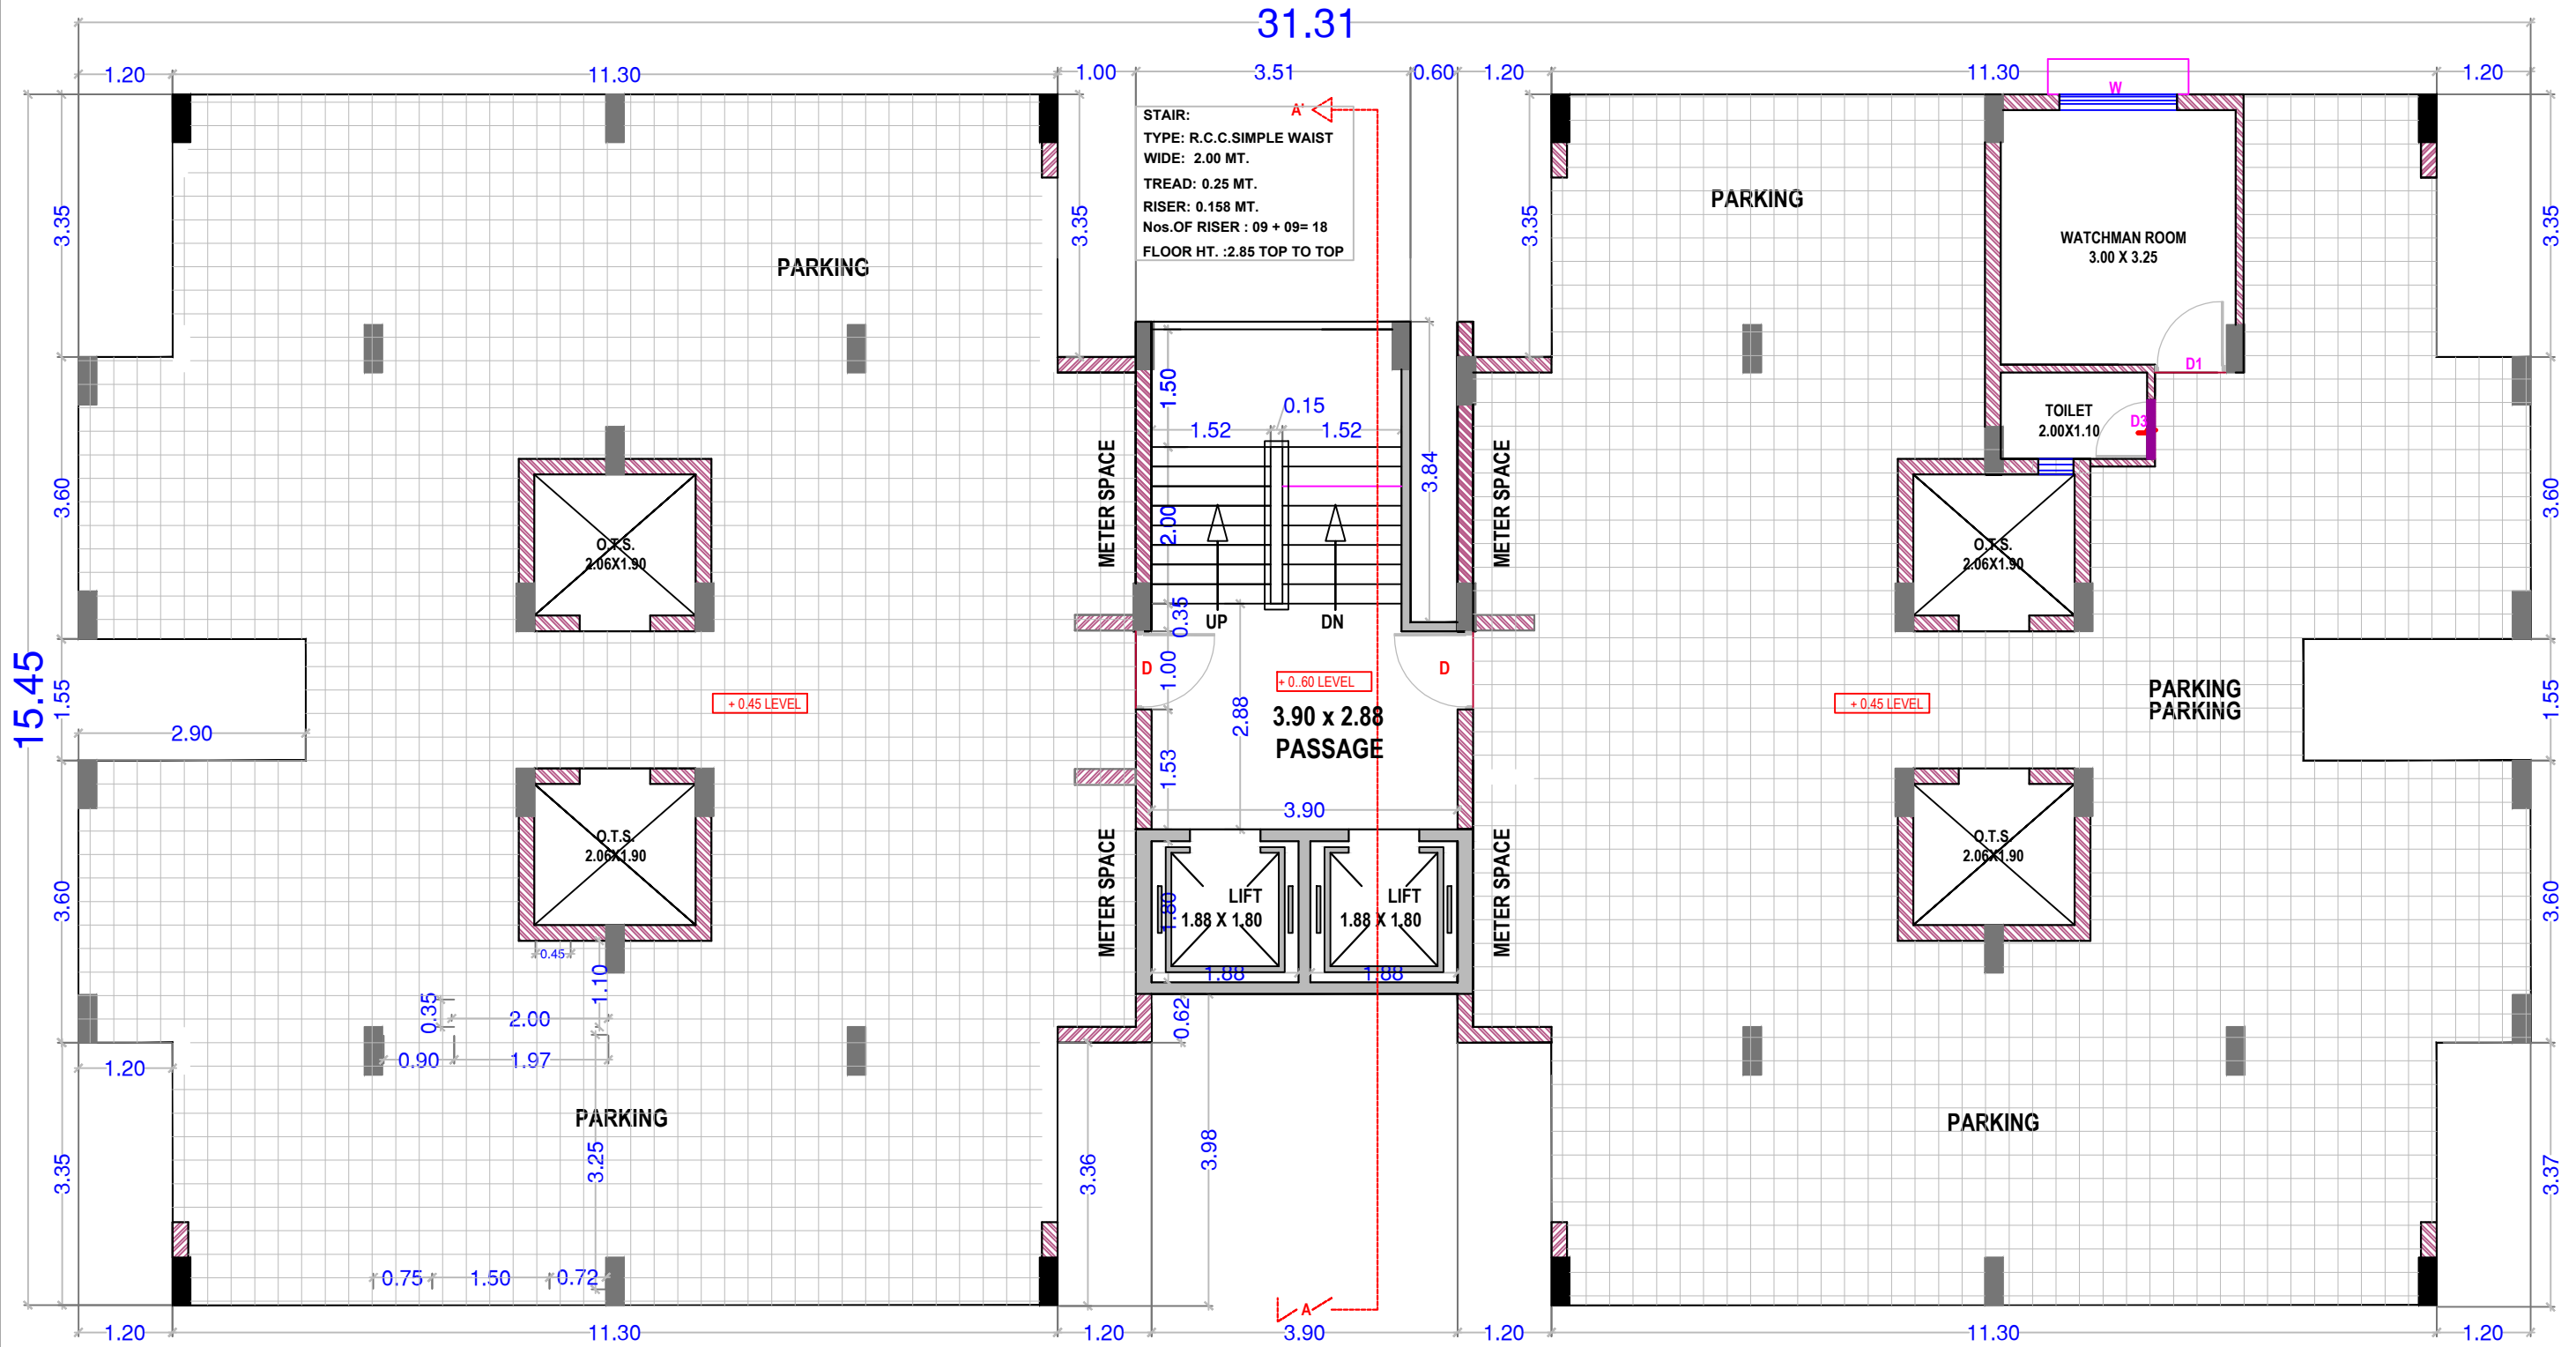 31.31
1.20
11.30
1.00
3.51
0.60
1.20
11.30
1.20
W
A'
STAIR:
TYPE: R.C.C.SIMPLE WAIST
WIDE: 2.00 MT.
TREAD: 0.25 MT.
RISER: 0.158 MT.
Nos.OF RISER : 09 + 09= 18
FLOOR HT. :2.85 TOP TO TOP
3.35
3.35
3.35
3.35
PARKING
PARKING
WATCHMAN ROOM
3.00 X 3.25
D1
TOILET
2.00X1.10
D3
1.50
0.15
1.52
1.52
3.84
METER SPACE
METER SPACE
3.60
3.60
2.00
O.T.S.
2.06X1.90
O.T.S.
2.06X1.90
0.35
UP
DN
15.45
1.55
1.55
2.90
+ 0.45 LEVEL
D
1.00
D
+ 0..60 LEVEL
2.88
3.90 x 2.88
PASSAGE
+ 0.45 LEVEL
PARKING
PARKING
1.53
3.90
O.T.S.
2.06X1.90
O.T.S.
2.06X1.90
METER SPACE
METER SPACE
3.60
3.60
1.80
LIFT
1.88 X 1.80
LIFT
1.88 X 1.80
1.88
1.88
0.45
1.10
0.35
2.00
0.62
0.90
1.97
1.20
PARKING
PARKING
3.35
3.25
3.36
3.98
3.37
0.75
1.50
0.72
A
1.20
11.30
1.20
3.90
1.20
11.30
1.20